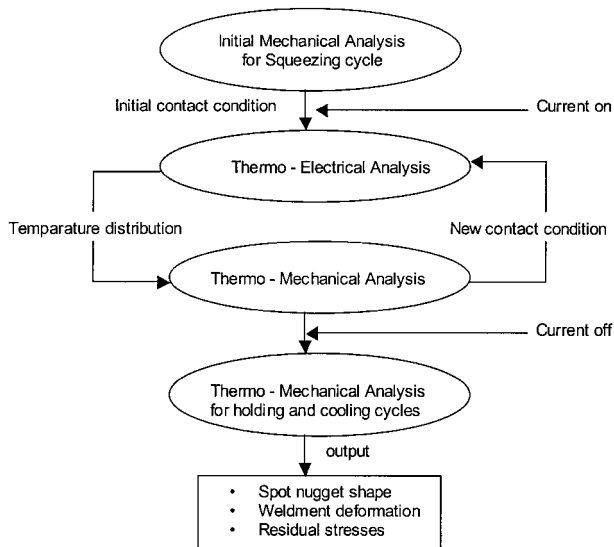 Initial Mechanical Analysis
for Squeezing cycle
Initial contact condition
Current on
Thermo - Electrical Analysis
Temparature distribution
New contact condition
Thermo - Mechanical Analysis
Current off
Thermo - Mechanical Analysis
for holding and cooling cycles
output
• Spot nugget shape
• Weldment deformation
• Residual stresses